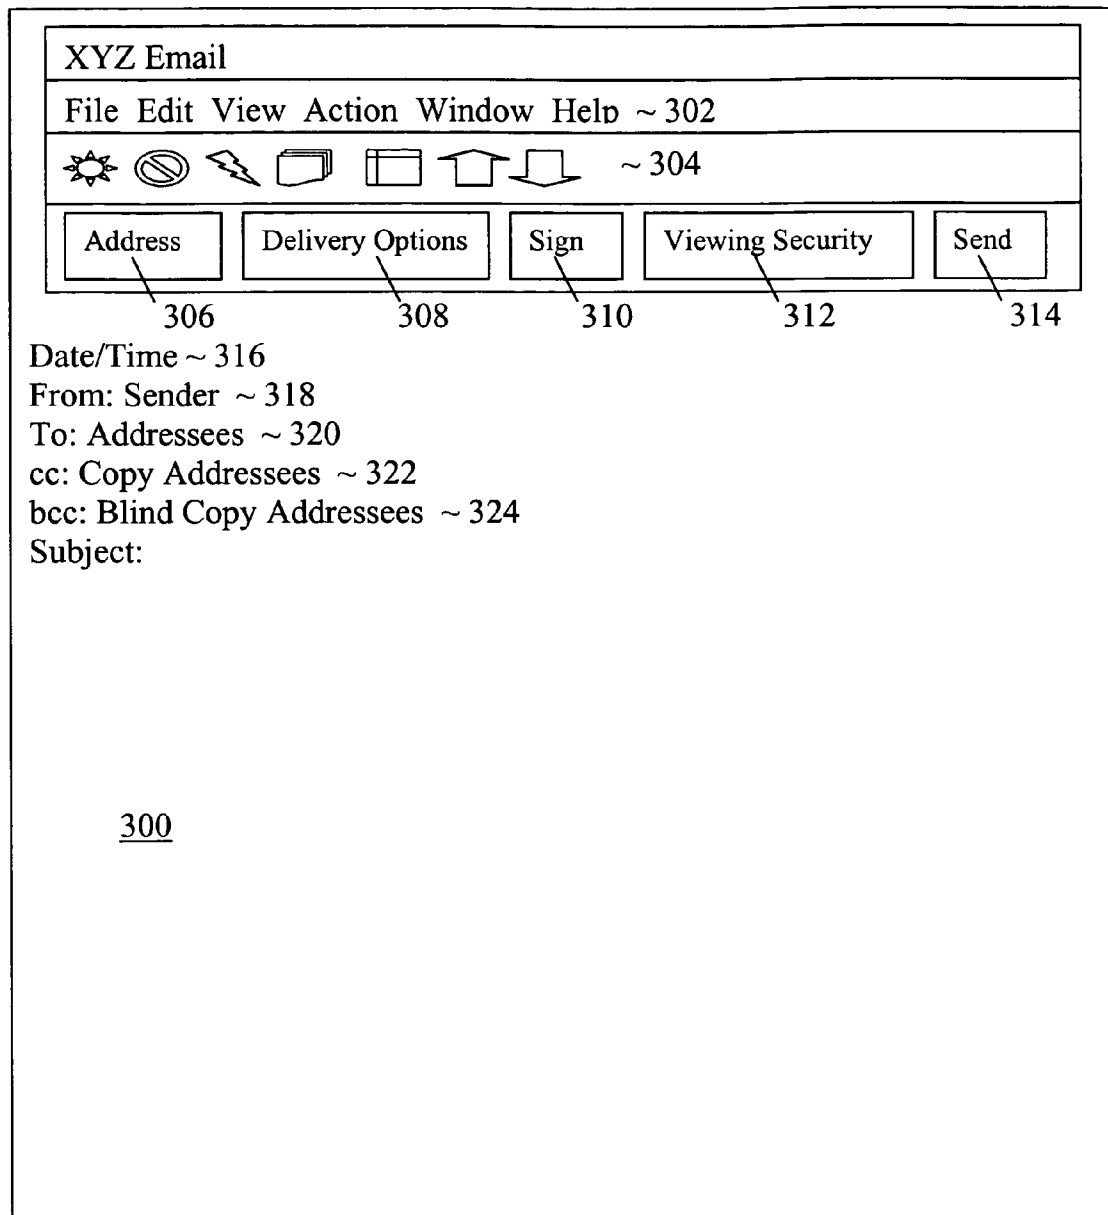 XYZ Email
File Edit View Action Window Help ~ 302
~ 304
Address Delivery Options Sign Viewing Security Send
306 308 310 312 314
Date/Time ~ 316
From: Sender ~ 318
To: Addressees ~ 320
cc: Copy Addressees ~ 322
bcc: Blind Copy Addressees ~ 324
Subject:
300